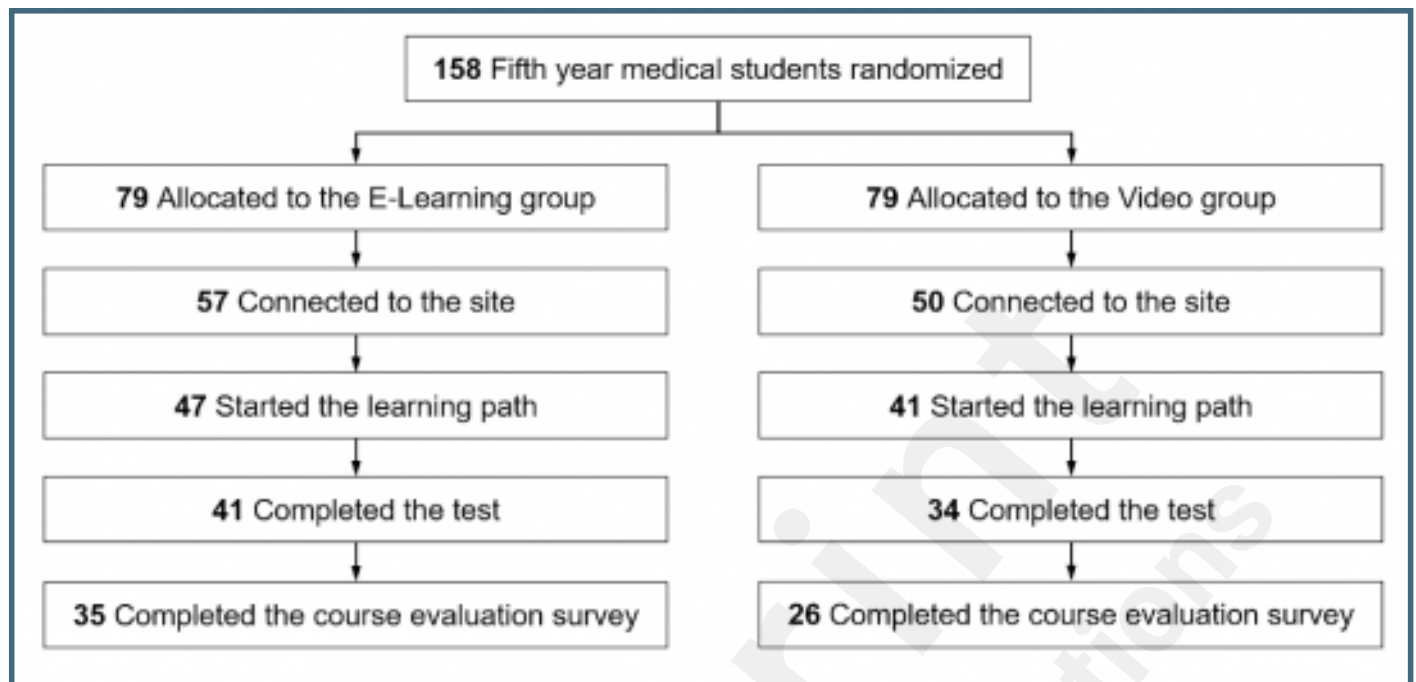 158 Fifth year medical students randomized
79 Allocated to the E-Learning group
79 Allocated to the Video group
57 Connected to the site
50 Connected to the site
47 Started the learning path
41 Started the learning path
41 Completed the test
34 Completed the test
35 Completed the course evaluation survey
26 Completed the course evaluation survey